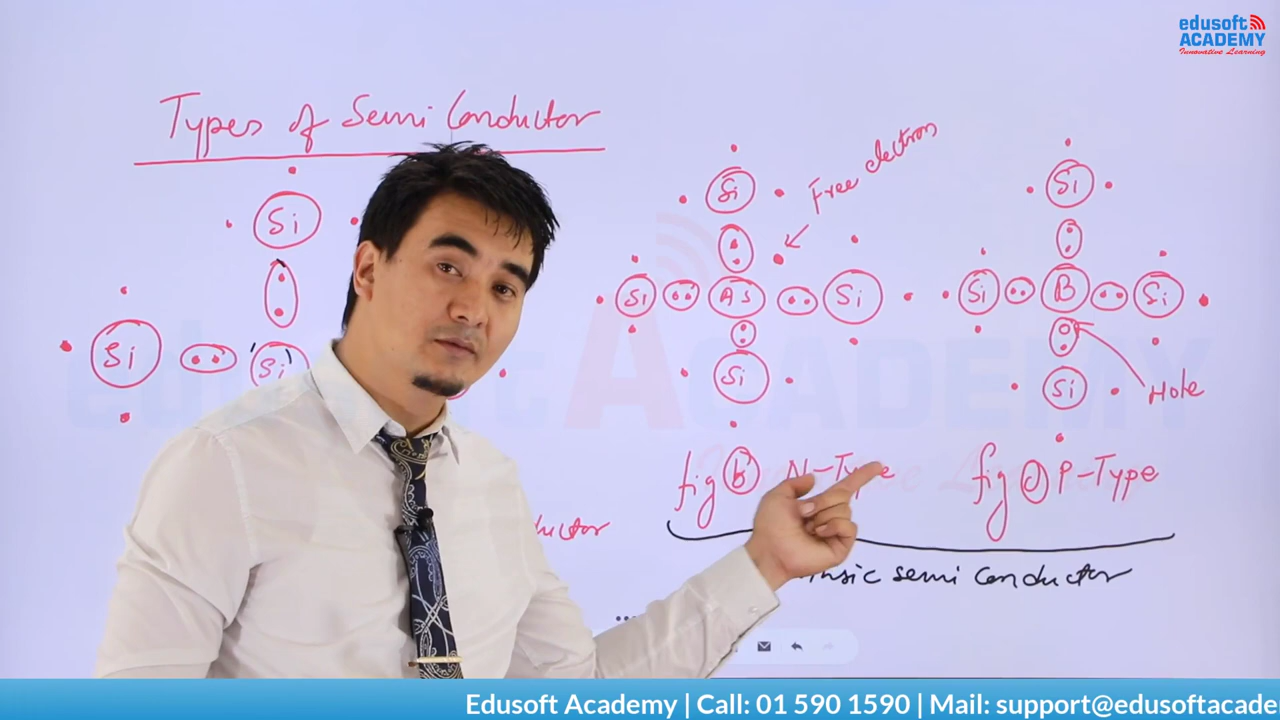 edusoft
ACADEMY
Innovative Learning
Types of Semi Conductor
Si
Si
Si
Si
Si
As
Si
Si
Free electron
fig b N-Type
Si
Si
B
Si
Si
Hole
fig c P-Type
semi conductor
Edusoft Academy | Call: 01 590 1590 | Mail: support@edusoftacade